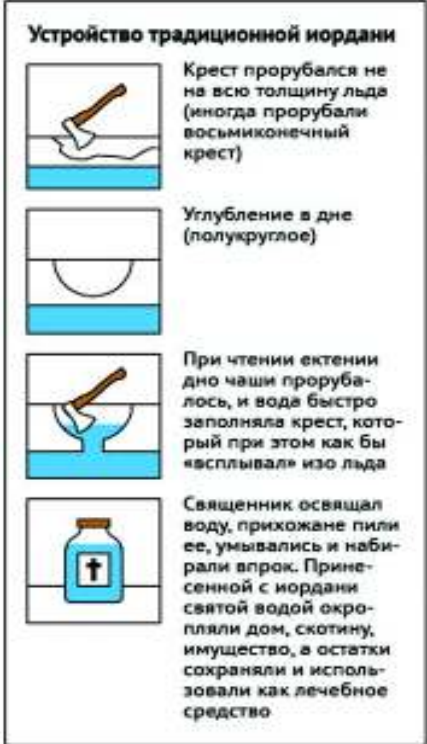 Устройство традиционной иордани
Крест прорубался не
на всю толщину льда
(иногда прорубали
восьмиконечный
крест)
Углубление в дне
(полукруглое)
При чтении ектении
дно чаши проруба-
лось, и вода быстро
заполняла крест, кото-
рый при этом как бы
«всплывал» изо льда
Священник освящал
воду, прихожане пили
ее, умывались и наби-
рали впрок. Прине-
сенной с иордани
святой водой окро-
пляли дом, скотину,
имущество, а остатки
сохраняли и исполь-
зовали как лечебное
средство